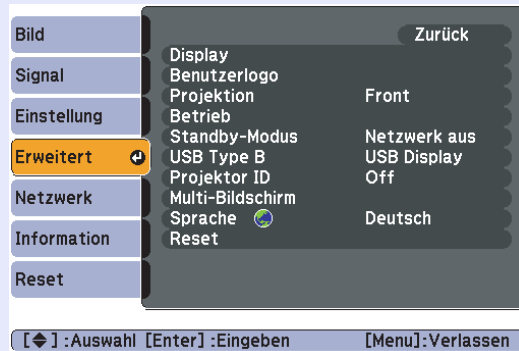 Bild
Signal
Einstellung
Erweitert
Netzwerk
Information
Reset
Zurück
Display
Benutzerlogo
Projektion Front
Betrieb
Standby-Modus Netzwerk aus
USB Type B USB Display
Projektor ID Off
Multi-Bildschirm
Sprache Deutsch
Reset
[◆] :Auswahl [Enter] :Eingeben [Menu]:Verlassen